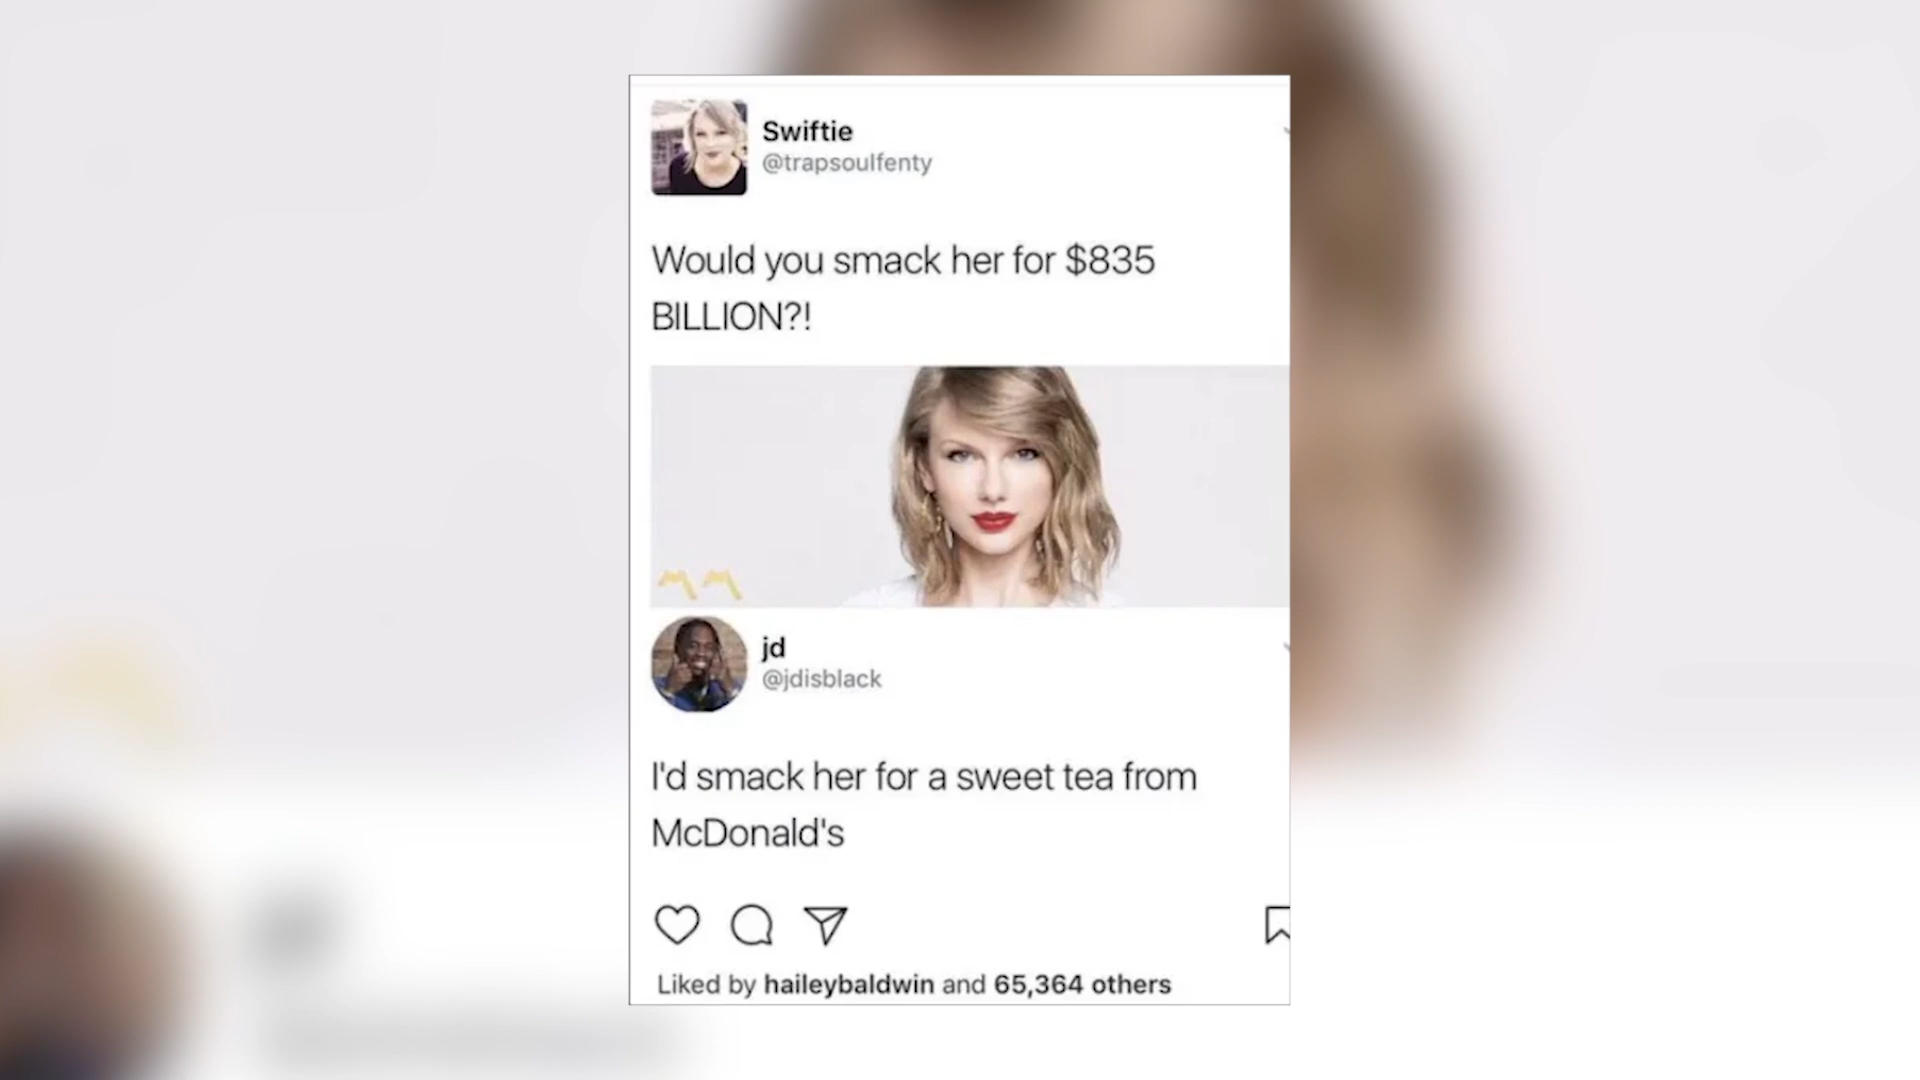 Swiftie
@trapsoulfenty
Would you smack her for $835
BILLION?!
jd
@jdisblack
I'd smack her for a sweet tea from
McDonald's
Liked by haileybaldwin and 65,364 others